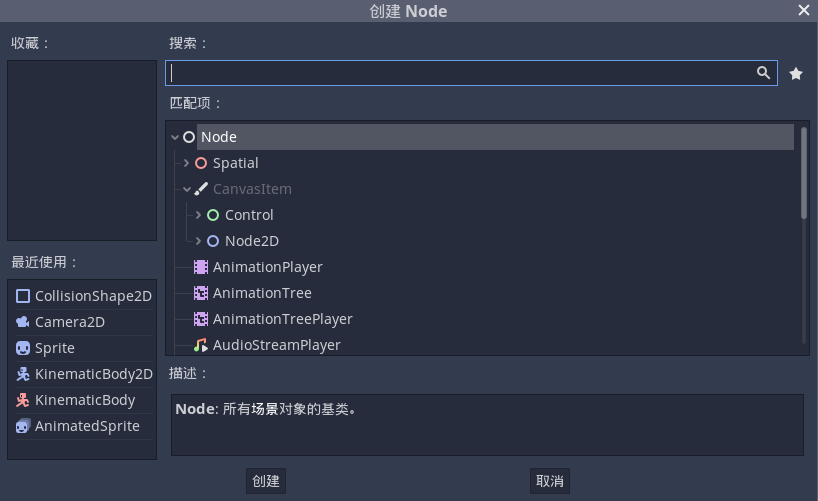 创建 Node
收藏：
搜索：
匹配项：
Node
Spatial
CanvasItem
Control
Node2D
AnimationPlayer
AnimationTree
AnimationTreePlayer
AudioStreamPlayer
最近使用：
CollisionShape2D
Camera2D
Sprite
KinematicBody2D
KinematicBody
AnimatedSprite
描述：
Node: 所有场景对象的基类。
创建
取消